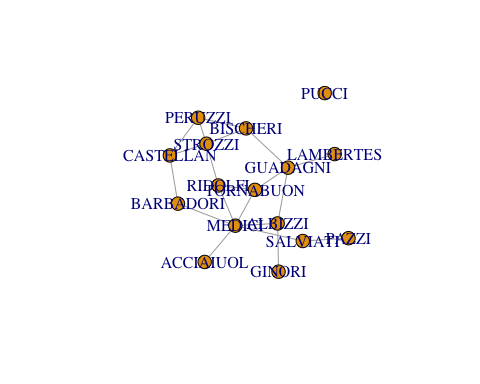 PUCCI
PERUZZI
BISCHERI
STROZZI
CASTELLAN
LAMBERTES
GUADAGNI
RIDOLFI
TORNABUON
BARBADORI
MEDICI
ALBIZZI
SALVIATI
PAZZI
ACCIAIUOL
GINORI